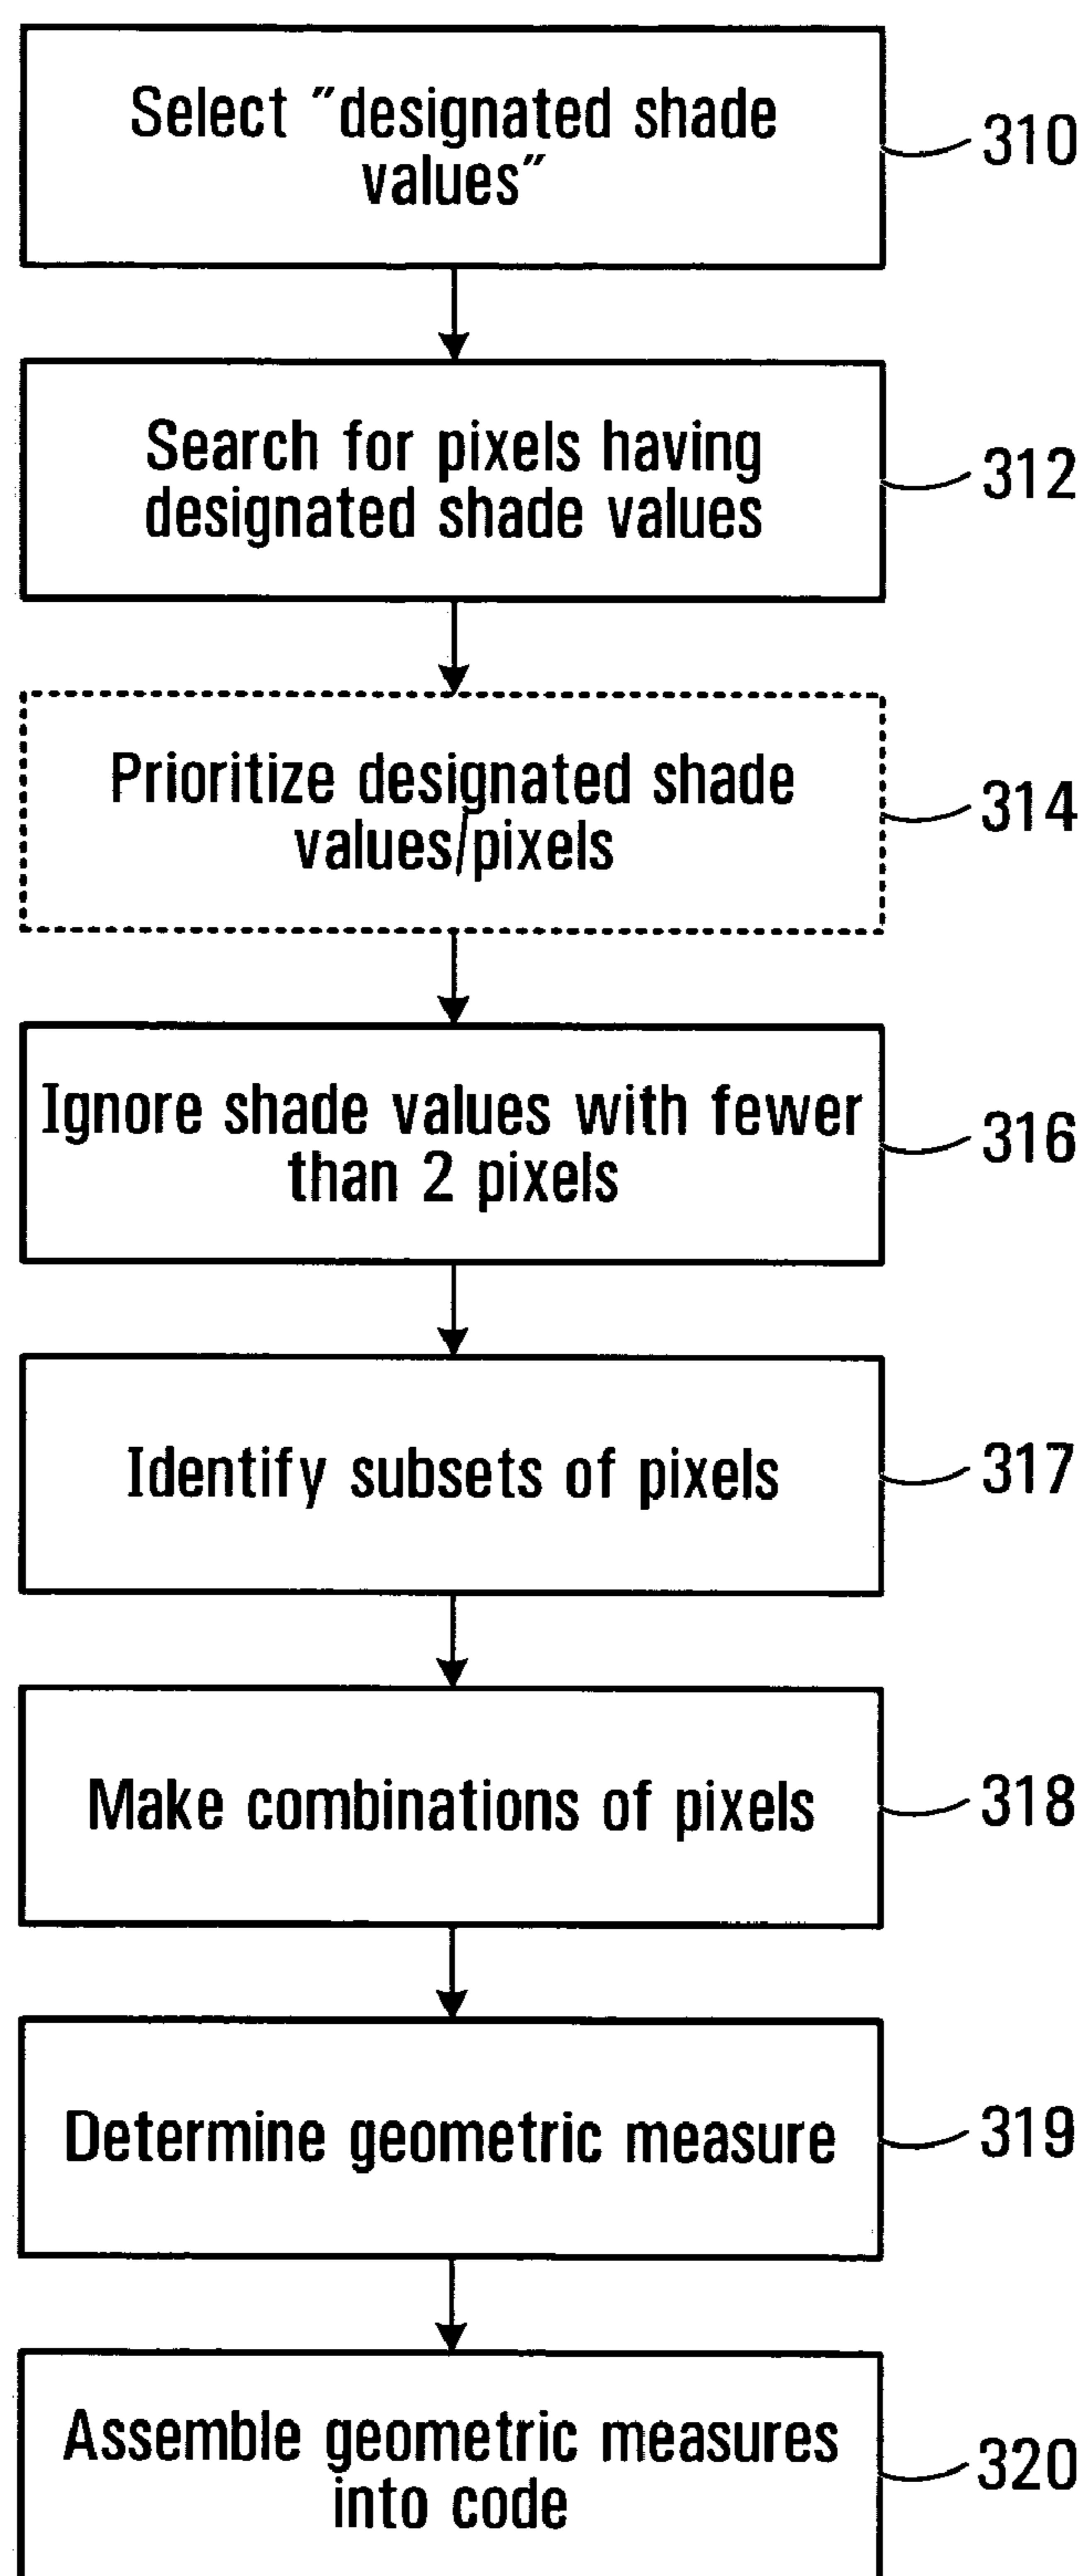 Select "designated shade
values"
310
Search for pixels having
designated shade values
312
Prioritize designated shade
values/pixels
314
Ignore shade values with fewer
than 2 pixels
316
Identify subsets of pixels
317
Make combinations of pixels
318
Determine geometric measure
319
Assemble geometric measures
into code
320